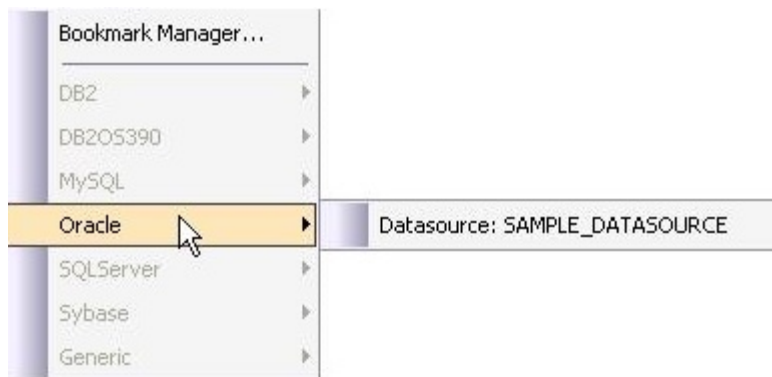 Bookmark Manager...
DB2
DB2OS390
MySQL
Oracle
Datasource: SAMPLE_DATASOURCE
SQLServer
Sybase
Generic